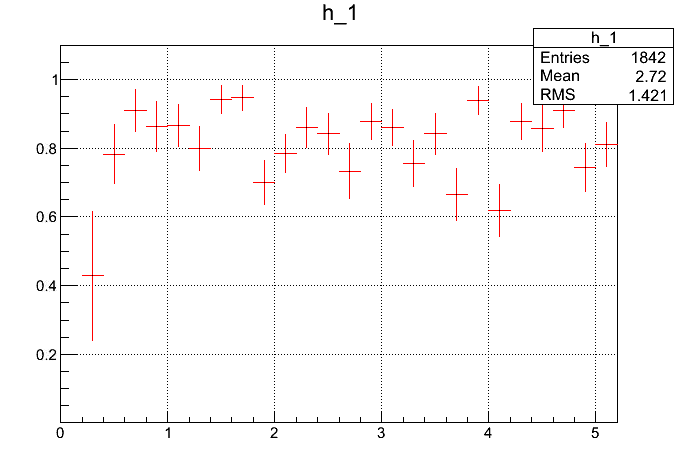 h_1
h_1
Entries 1842
Mean 2.72
RMS 1.421
1
0.8
0.6
0.4
0.2
0 1 2 3 4 5